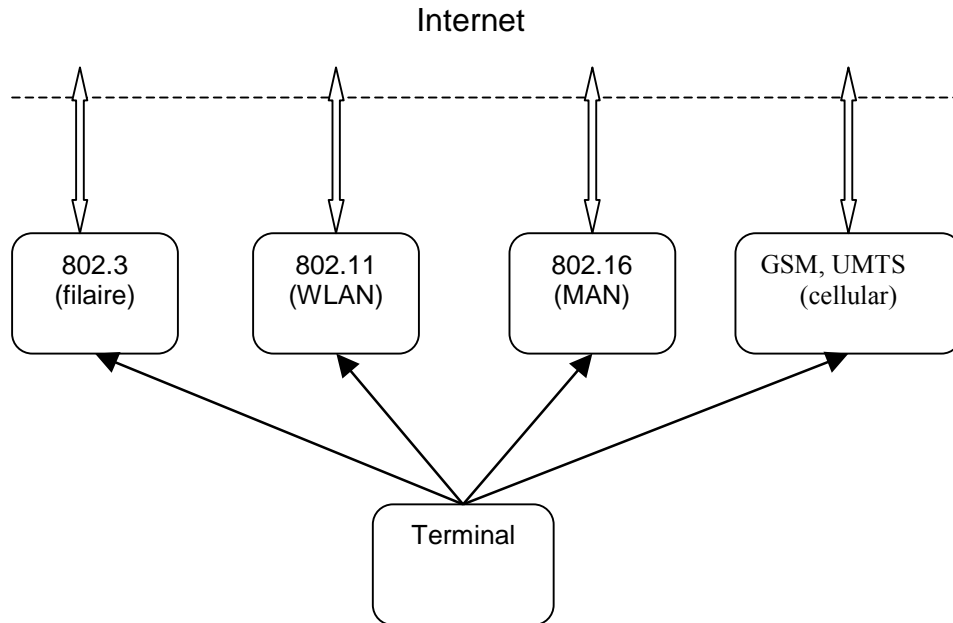 Internet
802.3
(filaire)
802.11
(WLAN)
802.16
(MAN)
GSM, UMTS
(cellular)
Terminal